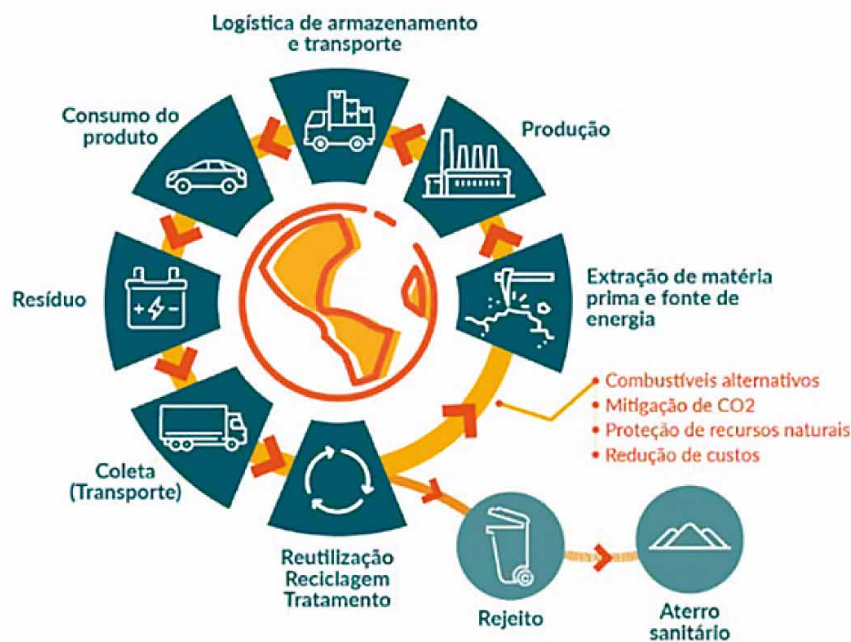 Logística de armazenamento
e transporte
Consumo do
produto
Produção
Resíduo
Extração de matéria
prima e fonte de
energia
• Combustíveis alternativos
• Mitigação de CO2
• Proteção de recursos naturais
• Redução de custos
Coleta
(Transporte)
Reutilização
Reciclagem
Tratamento
Rejeito
Aterro
sanitário